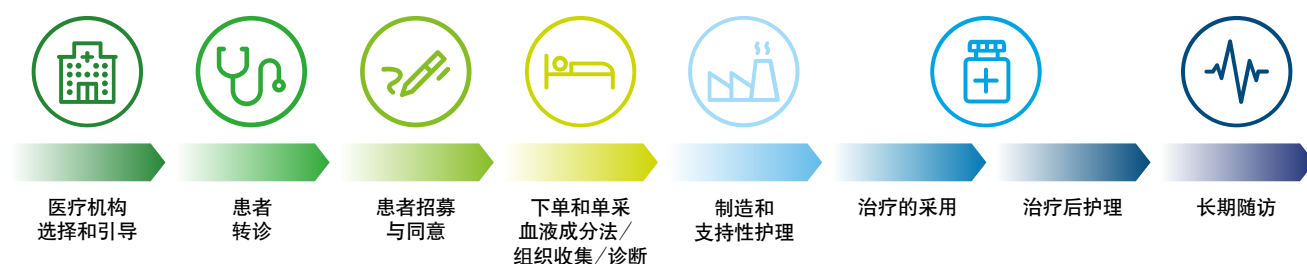 医疗机构
选择和引导
患者
转诊
患者招募
与同意
下单和单采
血液成分法/
组织收集/诊断
制造和
支持性护理
治疗的采用
治疗后护理
长期随访